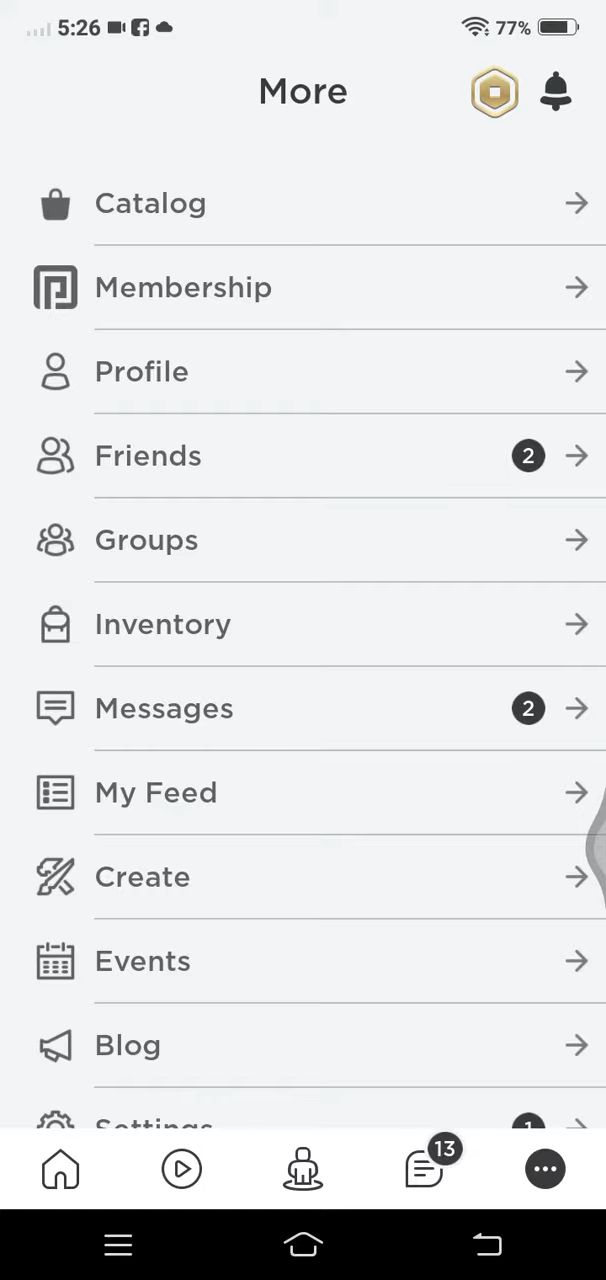 5:26 77%
More
Catalog
Membership
Profile
Friends 2
Groups
Inventory
Messages 2
My Feed
Create
Events
Blog
Settings 1
13